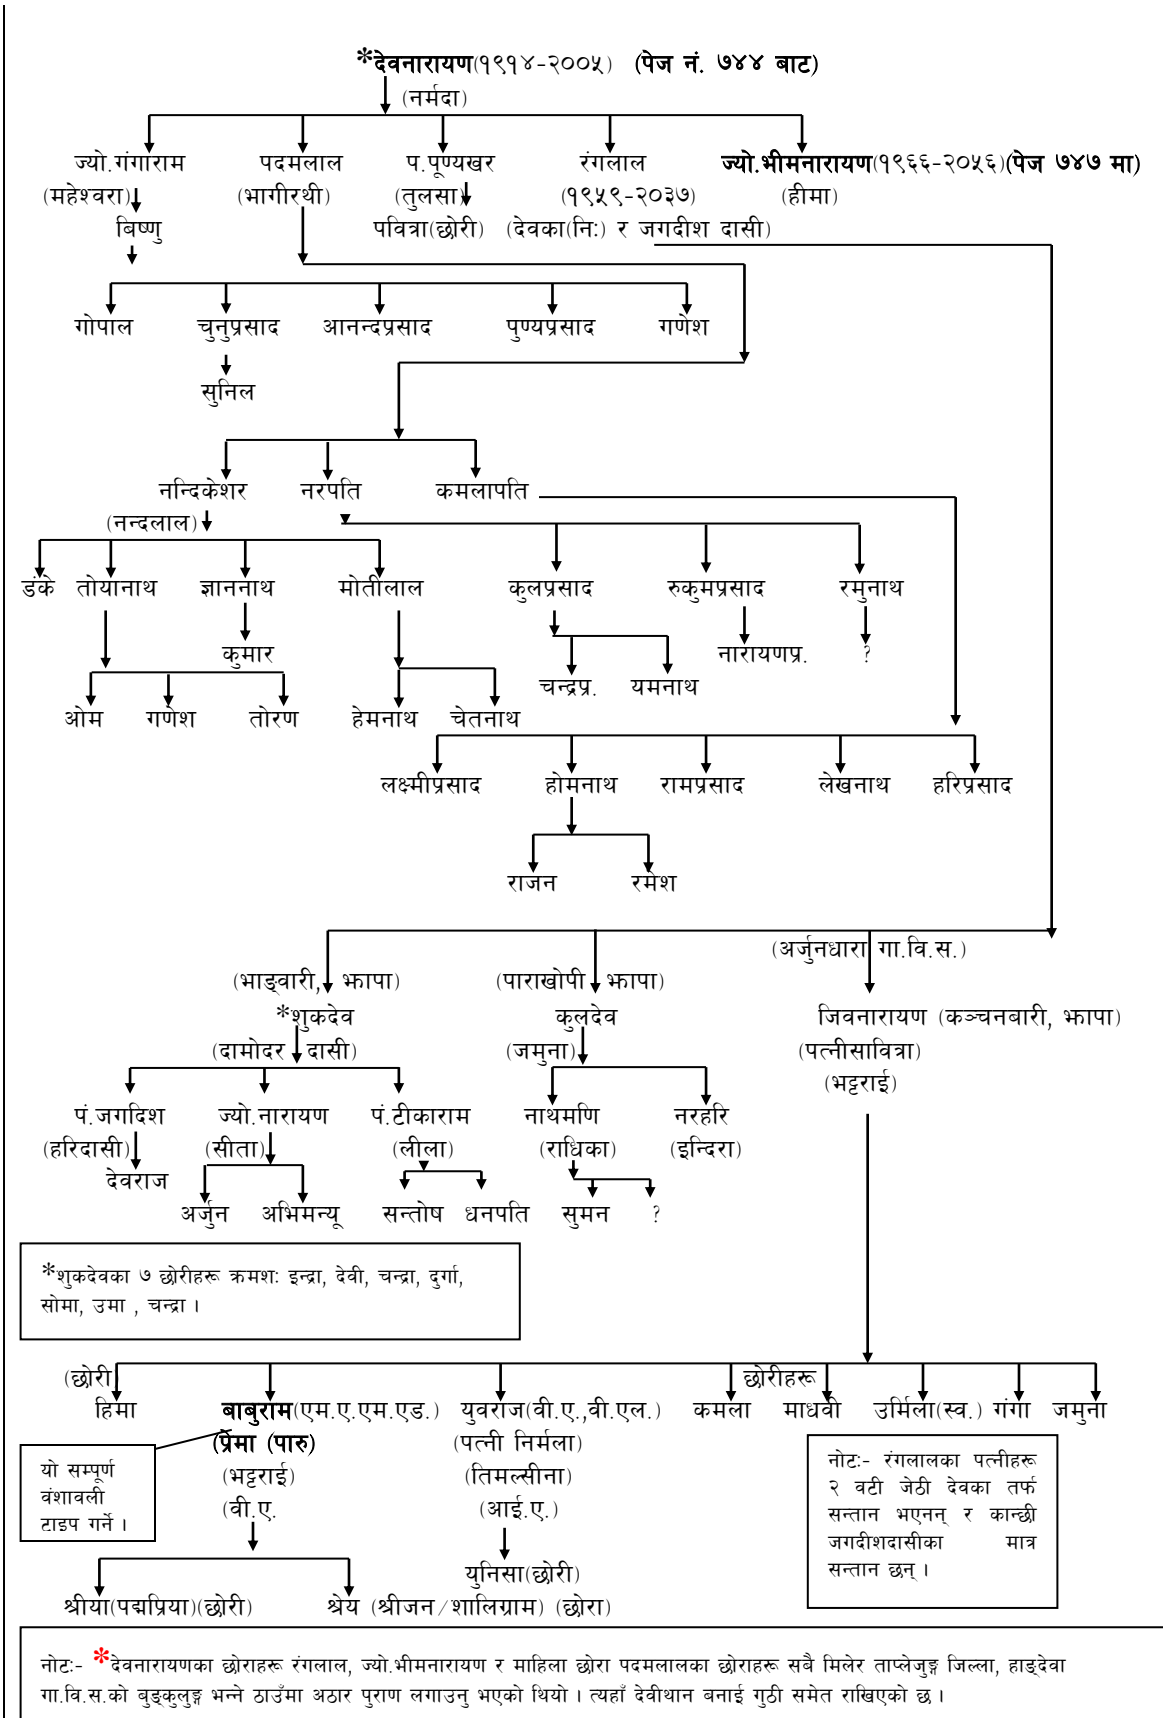 *देवनारायण(१९१४-२००५) (पेज नं. ७४४ बाट)
(नर्मदा)
ज्यो.गंगाराम पदमलाल प.पूण्यखर रंगलाल ज्यो.भीमनारायण(१९६६-२०५६)(पेज ७४७ मा)
(महेश्वरा) (भागीरथी) (तुलसा) (१९५९-२०३७) (हीमा)
बिष्णु पवित्रा(छोरी) (देवका(निः) र जगदीश दासी)
गोपाल चुनुप्रसाद आनन्दप्रसाद पुण्यप्रसाद गणेश
सुनिल
नन्दिकेशर नरपति कमलापति
(नन्दलाल)
डंके तोयानाथ ज्ञाननाथ मोतीलाल कुलप्रसाद रुकुमप्रसाद रमुनाथ
कुमार नारायणप्र. ?
चन्द्रप्र. यमनाथ
ओम गणेश तोरण हेमनाथ चेतनाथ
लक्ष्मीप्रसाद होमनाथ रामप्रसाद लेखनाथ हरिप्रसाद
राजन रमेश
(अर्जुनधारा गा.वि.स.)
(भाङ्वारी, झापा) (पाराखोपी झापा)
*शुकदेव कुलदेव जिवनारायण (कञ्चनबारी, झापा)
(दामोदर दासी) (जमुना) (पत्नीसावित्रा)
(भट्टराई)
पं.जगदिश ज्यो.नारायण पं.टीकाराम नाथमणि नरहरि
(हरिदासी) (सीता) (लीला) (राधिका) (इन्दिरा)
देवराज
अर्जुन अभिमन्यू सन्तोष धनपति सुमन ?
*शुकदेवका ७ छोरीहरू क्रमशः इन्द्रा, देवी, चन्द्रा, दुर्गा,
सोमा, उमा , चन्द्रा ।
(छोरी छोरीहरू
हिमा बाबुराम(एम.ए.एम.एड.) युवराज(वी.ए.,वी.एल.) कमला माधवी उर्मिला(स्व.) गंगा जमुना
(प्रेमा (पारु) (पत्नी निर्मला)
(भट्टराई) (तिमल्सीना)
(वी.ए. (आई.ए.)
यो सम्पूर्ण
वंशावली
टाइप गर्ने ।
नोटः- रंगलालका पत्नीहरू
२ वटी जेठी देवका तर्फ
सन्तान भएनन् र कान्छी
जगदीशदासीका मात्र
सन्तान छन् ।
युनिसा(छोरी)
श्रीया(पद्मप्रिया)(छोरी) श्रेय (श्रीजन/शालिग्राम) (छोरा)
नोटः- *देवनारायणका छोराहरू रंगलाल, ज्यो.भीमनारायण र माहिला छोरा पदमलालका छोराहरू सबै मिलेर ताप्लेजुङ्ग जिल्ला, हाङ्देवा
गा.वि.स.को बुङ्कुलुङ्ग भन्ने ठाउँमा अठार पुराण लगाउनु भएको थियो । त्यहाँ देवीथान बनाई गुठी समेत राखिएको छ ।